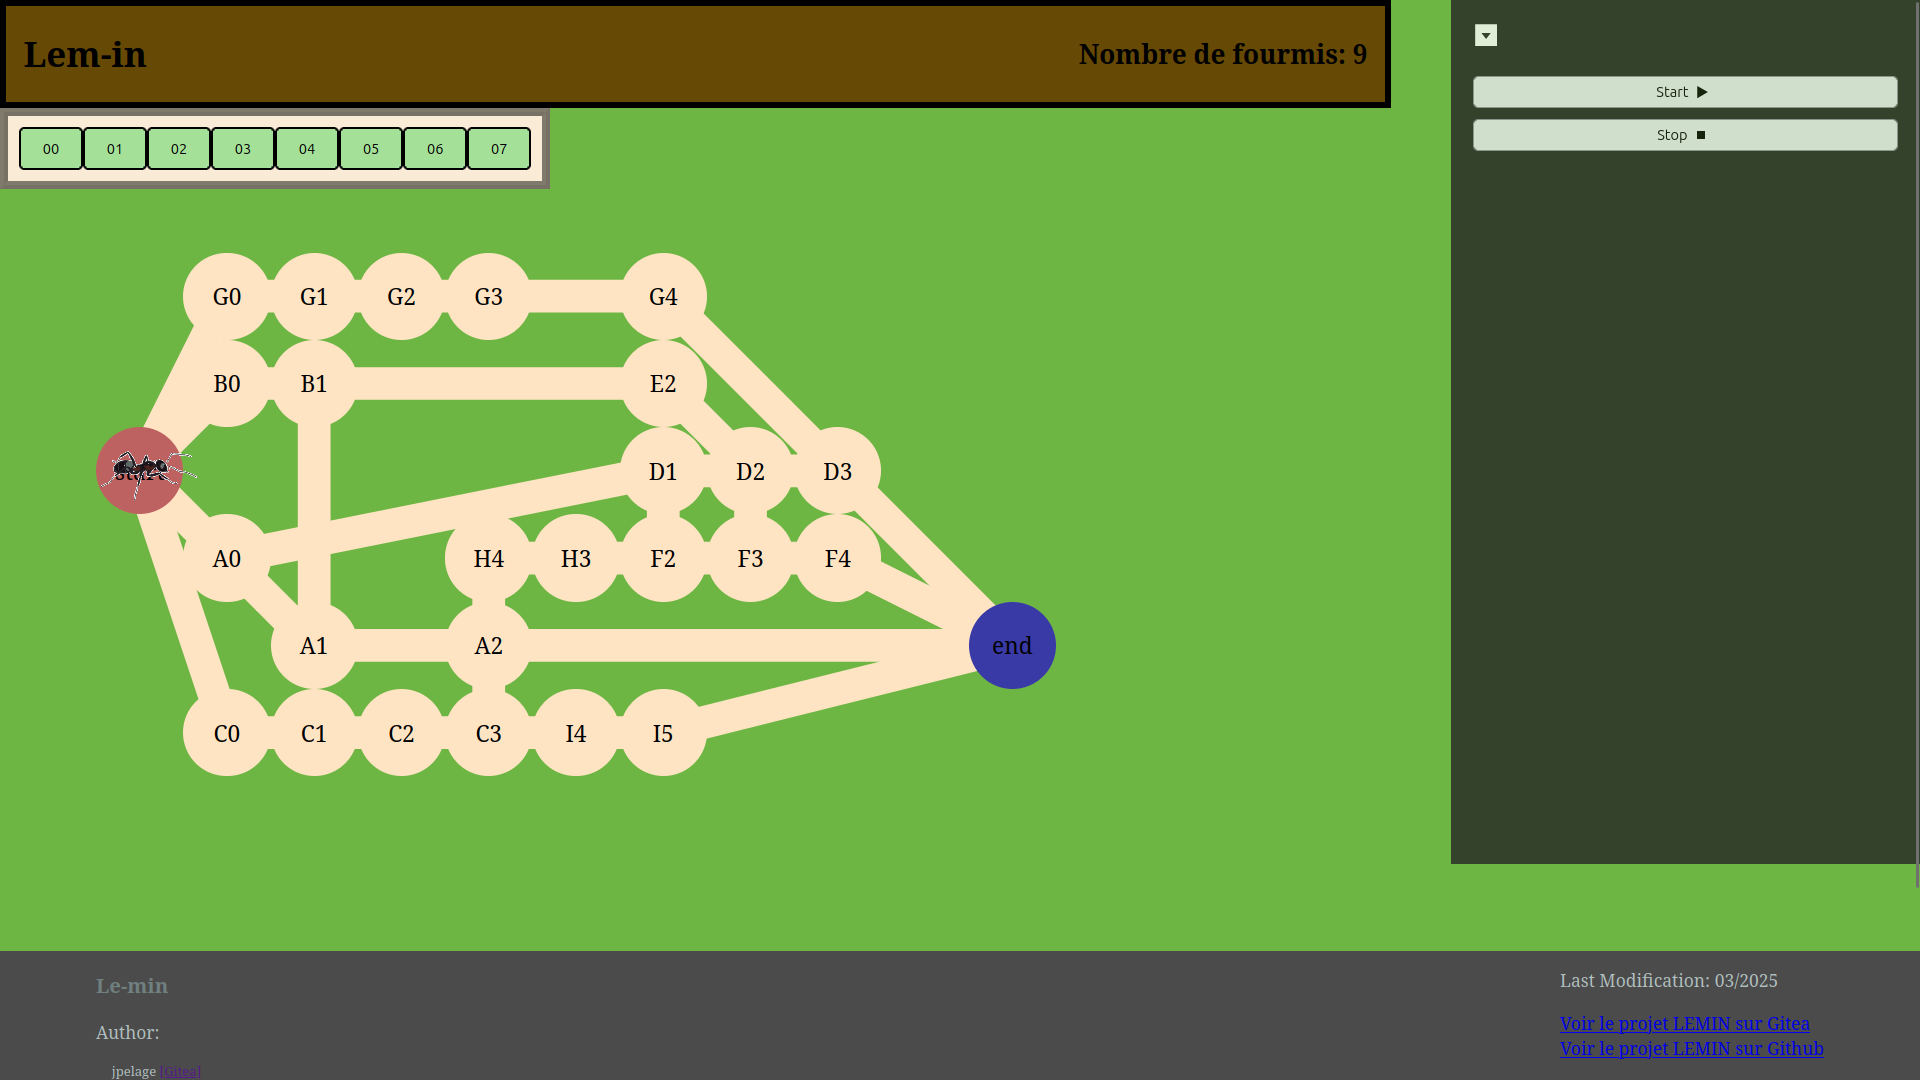 Lem-in
Nombre de fourmis: 9
00 01 02 03 04 05 06 07
Start
Stop
G0 G1 G2 G3 G4
B0 B1 E2
D1 D2 D3
A0 H4 H3 F2 F3 F4
A1 A2 end
C0 C1 C2 C3 I4 I5
Le-min
Author:
jpelage [Gitea]
Last Modification: 03/2025
Voir le projet LEMIN sur Gitea
Voir le projet LEMIN sur Github